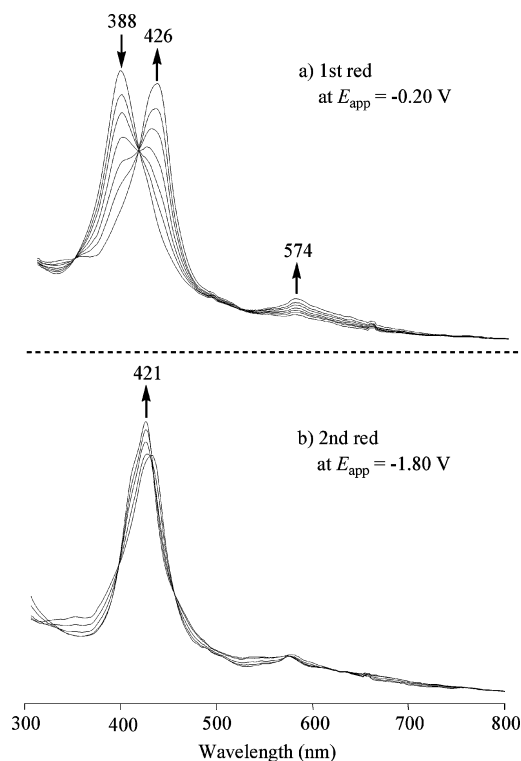 388
426
a) 1st red
at Eapp = -0.20 V
574
421
b) 2nd red
at Eapp = -1.80 V
300 400 500 600 700 800
Wavelength (nm)